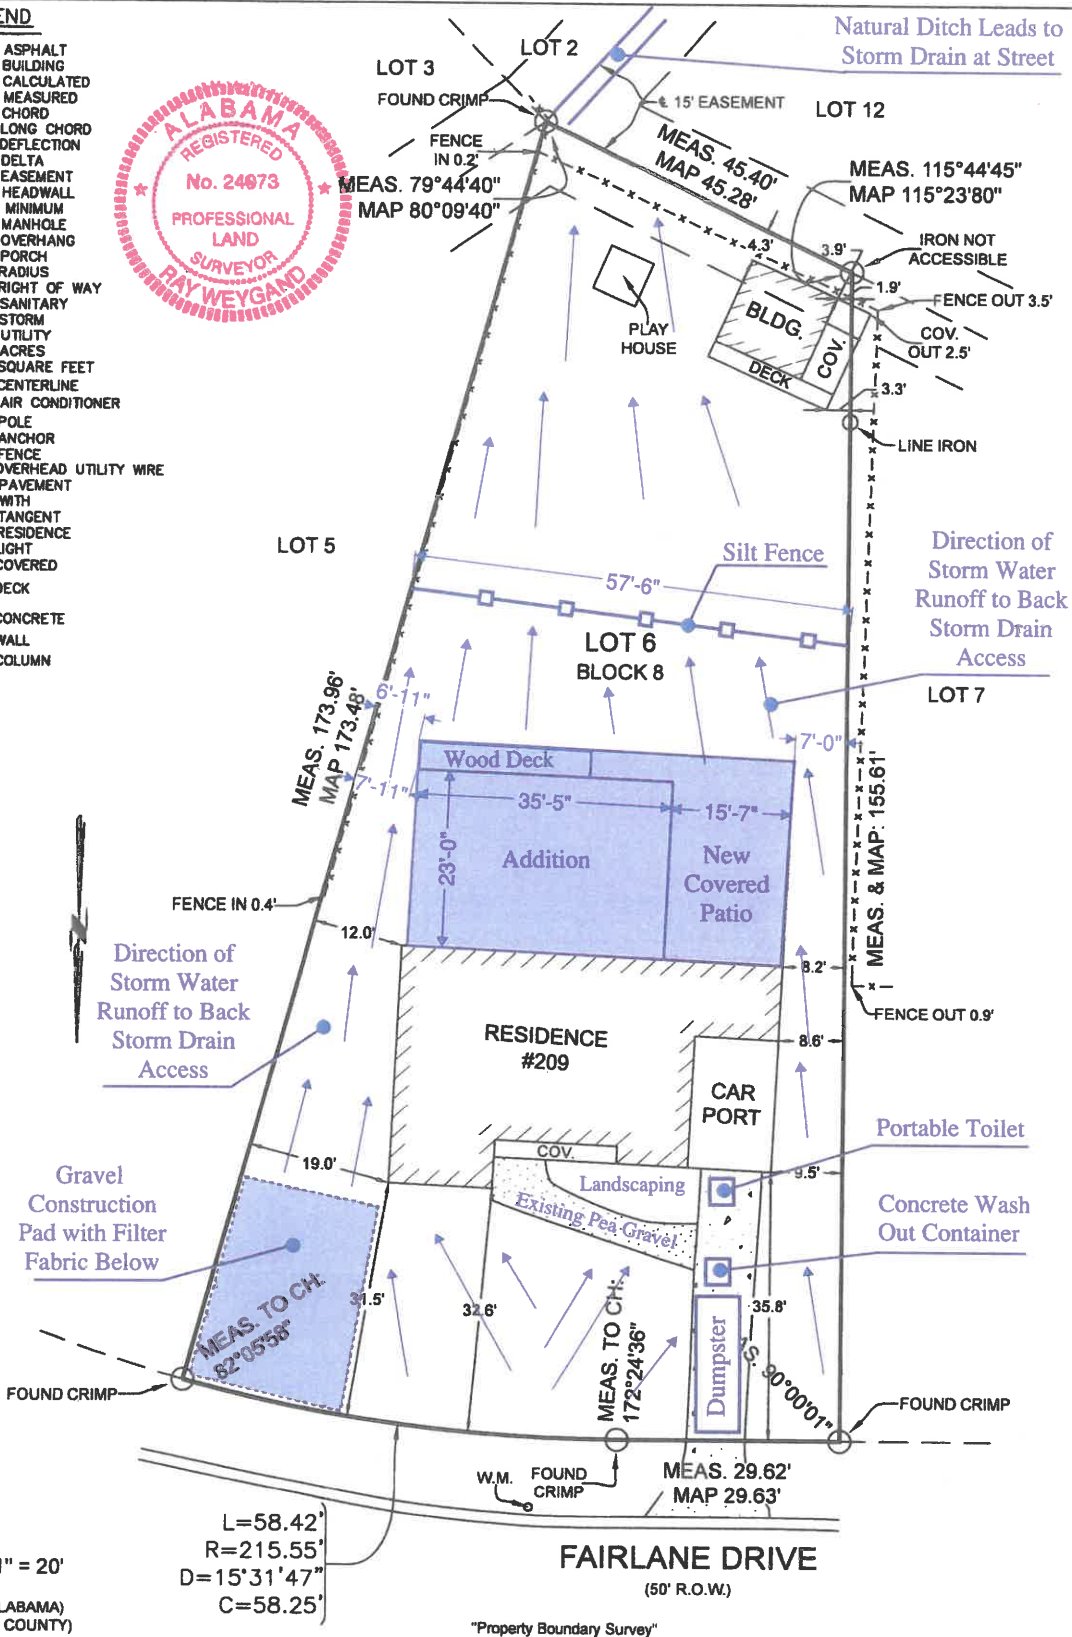 END
ASPHALT
BUILDING
CALCULATED
MEASURED
CHORD
LONG CHORD
DEFLECTION
DELTA
EASEMENT
HEADWALL
MINIMUM
MANHOLE
OVERHANG
PORCH
RADIUS
RIGHT OF WAY
SANITARY
STORM
UTILITY
ACRES
SQUARE FEET
CENTERLINE
AIR CONDITIONER
POLE
ANCHOR
FENCE
OVERHEAD UTILITY WIRE
PAVEMENT
WITH
TANGENT
RESIDENCE
LIGHT
COVERED
DECK
CONCRETE
WALL
COLUMN
ALABAMA
REGISTERED
No. 24973
PROFESSIONAL
LAND
SURVEYOR
RAY WEYGAND
Natural Ditch Leads to
Storm Drain at Street
LOT 2
LOT 3
FOUND CRIMP
15' EASEMENT
LOT 12
FENCE
IN 0.2'
MEAS. 45.40'
MAP 45.28'
MEAS. 79°44'40"
MAP 80°09'40"
MEAS. 115°44'45"
MAP 115°23'80"
4.3'
3.9'
IRON NOT
ACCESSIBLE
1.9'
FENCE OUT 3.5'
PLAY
HOUSE
BLDG.
COV.
DECK
COV.
OUT 2.5'
3.3'
LINE IRON
LOT 5
Silt Fence
57'-6"
LOT 6
BLOCK 8
Direction of
Storm Water
Runoff to Back
Storm Drain
Access
LOT 7
MEAS. 173.96'
MAP 173.48'
6'-11"
7'-0"
Wood Deck
7'-11"
35'-5"
15'-7"
23'-0"
Addition
New
Covered
Patio
MEAS. & MAP: 155.61'
FENCE IN 0.4'
12.0'
8.2'
Direction of
Storm Water
Runoff to Back
Storm Drain
Access
FENCE OUT 0.9'
RESIDENCE
#209
8.6'
CAR
PORT
Portable Toilet
COV.
19.0'
9.5'
Landscaping
Existing Pea Gravel
Gravel
Construction
Pad with Filter
Fabric Below
Concrete Wash
Out Container
31.5'
32.6'
35.8'
MEAS. TO CH:
82°05'58"
MEAS. TO CH:
172°24'36"
Dumpster
AS. 90°00'01"
FOUND CRIMP
FOUND CRIMP
W.M.
FOUND
CRIMP
MEAS. 29.62'
MAP 29.63'
L=58.42'
R=215.55'
D=15°31'47"
C=58.25'
FAIRLANE DRIVE
(50' R.O.W.)
1" = 20'
LABAMA)
COUNTY)
"Property Boundary Survey"